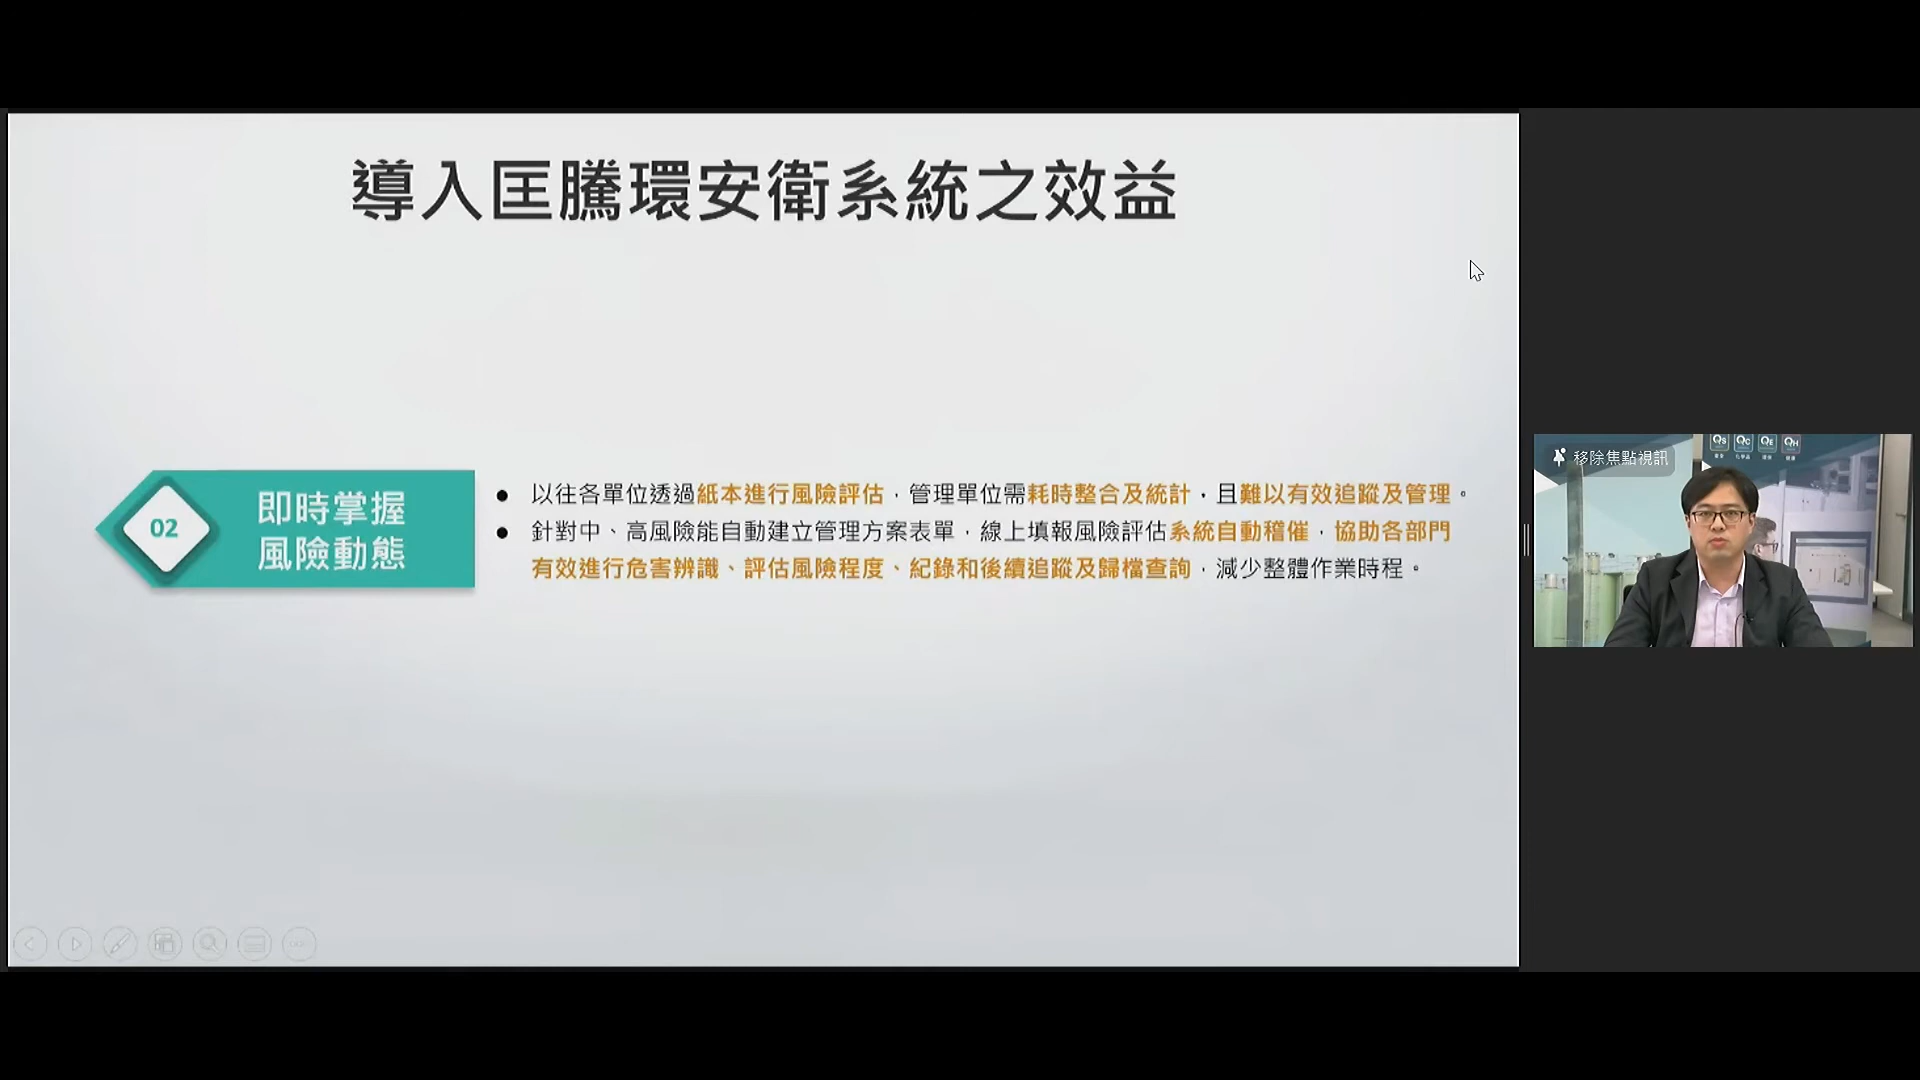 導入匡騰環安衛系統之效益
02
即時掌握
風險動態
● 以往各單位透過紙本進行風險評估，管理單位需耗時整合及統計，且難以有效追蹤及管理。
● 針對中、高風險能自動建立管理方案表單，線上填報風險評估系統自動稽催，協助各部門
有效進行危害辨識、評估風險程度、紀錄和後續追蹤及歸檔查詢，減少整體作業時程。
移除焦點視訊
QS QC QE QH